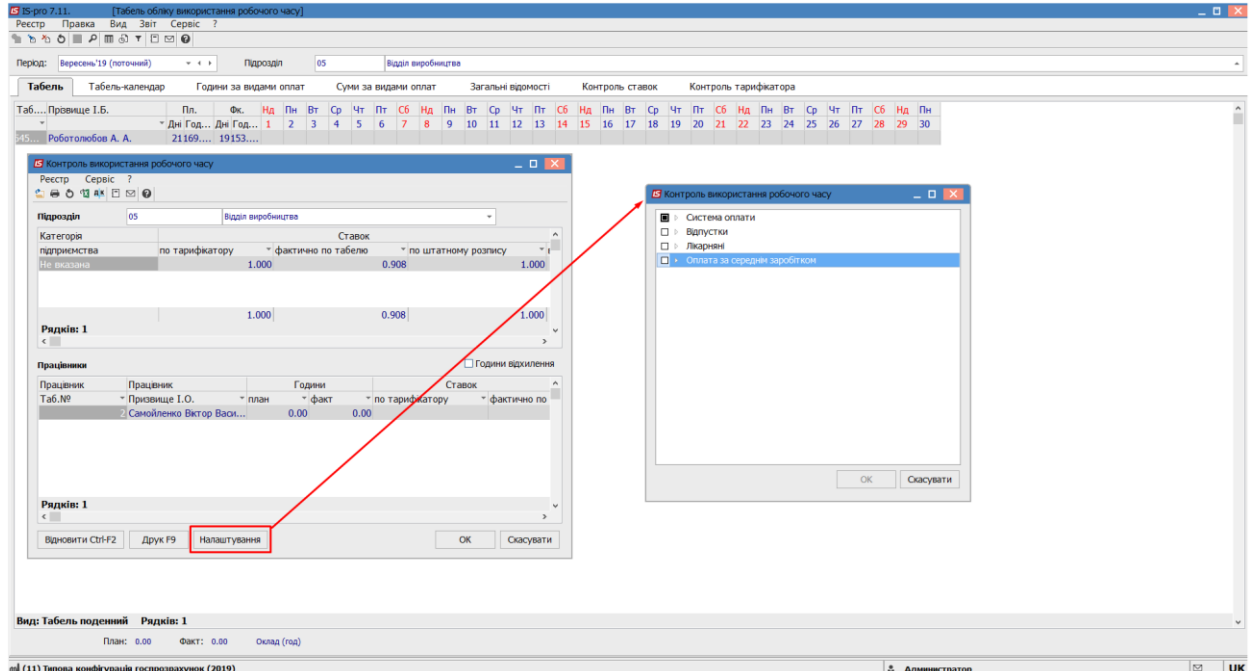 IS-pro 7.11. [Табель обліку використання робочого часу]
Реєстр Правка Вид Звіт Сервіс ?
Період: Вересень'19 (поточний) Підрозділ 05 Відділ виробництва
Табель Табель-календар Години за видами оплат Суми за видами оплат Загальні відомості Контроль ставок Контроль тарифікатора
Таб.... Прізвище І.Б. Пл. Фк. Нд Пн Вт Ср Чт Пт Сб Нд Пн Вт Ср Чт Пт Сб Нд Пн Вт Ср Чт Пт Сб Нд Пн Вт Ср Чт Пт Сб Нд Пн
Дні Год... Дні Год... 1 2 3 4 5 6 7 8 9 10 11 12 13 14 15 16 17 18 19 20 21 22 23 24 25 26 27 28 29 30
545... Роботолюбов А. А. 21 169.... 19 153....
Контроль використання робочого часу
Реєстр Сервіс ?
Підрозділ 05 Відділ виробництва
Категорія Ставок
підприємства по тарифікатору фактично по табелю по штатному розпису
Не вказана 1.000 0.908 1.000
1.000 0.908 1.000
Рядків: 1
Працівники Години відхилення
Працівник Працівник Години Ставок
Таб.№ Призвище І.О. план факт по тарифікатору фактично по
2 Самойленко Віктор Васи... 0.00 0.00
Рядків: 1
Відновити Ctrl-F2 Друк F9 Налаштування ОК Скасувати
Контроль використання робочого часу
Система оплати
Відпустки
Лікарняні
Оплата за середнім заробітком
ОК Скасувати
Вид: Табель поденний Рядків: 1
План: 0.00 Факт: 0.00 Оклад (год)
(11) Типова конфігурація госпрозрахунок (2019) Администратор UK